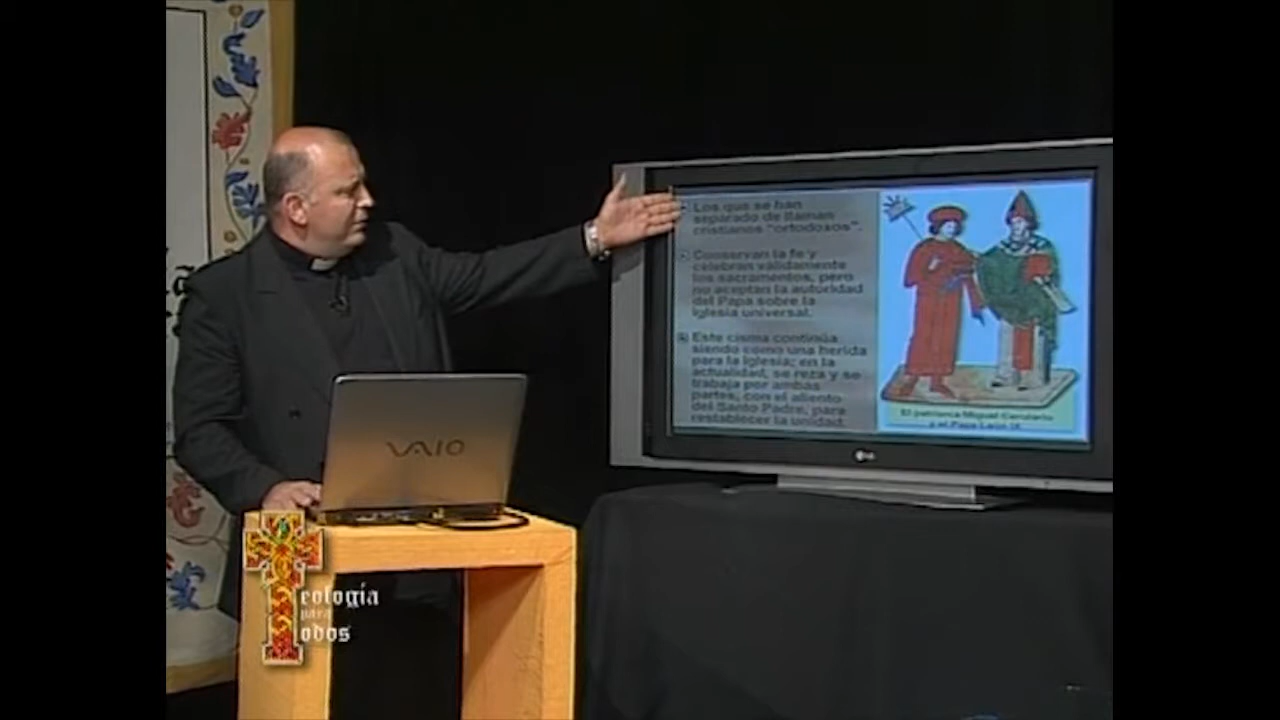 Los que se han
separado de llaman
cristianos "ortodoxos".
Conservan la fe y
celebran válidamente
los sacramentos, pero
no aceptan la autoridad
del Papa sobre la
Iglesia universal.
Este cisma continúa
siendo como una herida
para la Iglesia; en la
actualidad, se reza y se
trabaja por ambas
partes, con el aliento
del Santo Padre, para
restablecer la unidad.
El patriarca Miguel Cerulario
y el Papa León IX
LG
VAIO
Teología
para
Todos